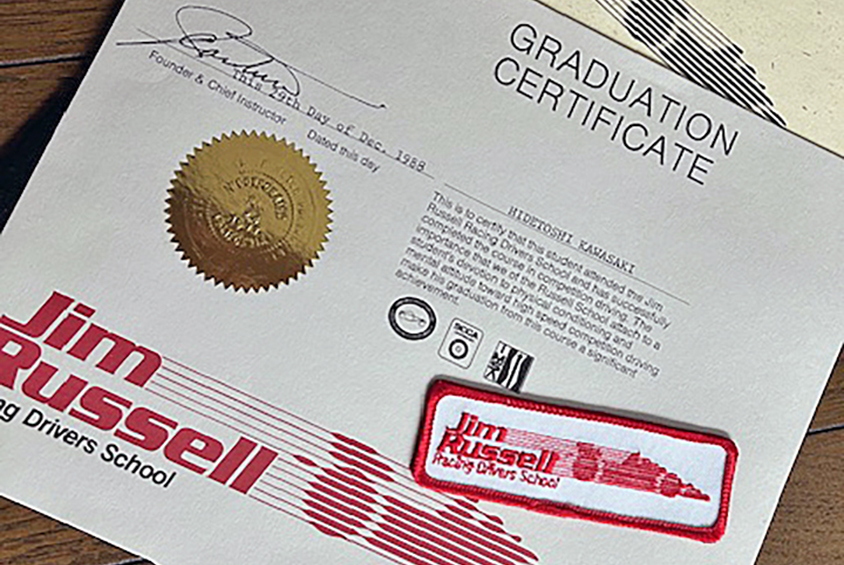 GRADUATION
CERTIFICATE
HIDETOSHI KAWASAKI
This is to certify that this student attended the Jim
Russell Racing Drivers School and has successfully
completed the course in competition driving. The
importance that we of the Russell School attach to a
student's devotion to physical conditioning and
mental attitude toward high speed competition driving
make his graduation from this course a significant
achievement.
This 29th Day of Dec. 1988
Founder & Chief Instructor
Dated this day
SCCA
Jim
Russell
ng Drivers School
Jim
Russell
Racing Drivers School